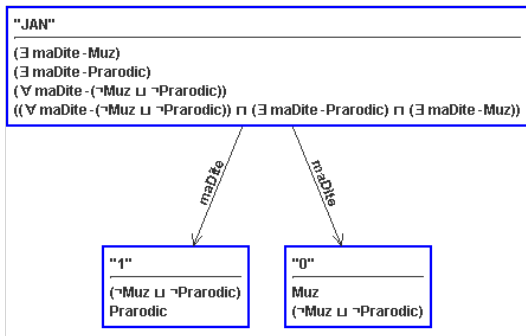 "JAN"
(∃ maDite - Muz)
(∃ maDite - Prarodic)
(∀ maDite - (¬Muz ⊔ ¬Prarodic))
((∀ maDite - (¬Muz ⊔ ¬Prarodic)) ⊓ (∃ maDite - Prarodic) ⊓ (∃ maDite - Muz))
maDite
maDite
"1"
(¬Muz ⊔ ¬Prarodic)
Prarodic
"0"
Muz
(¬Muz ⊔ ¬Prarodic)